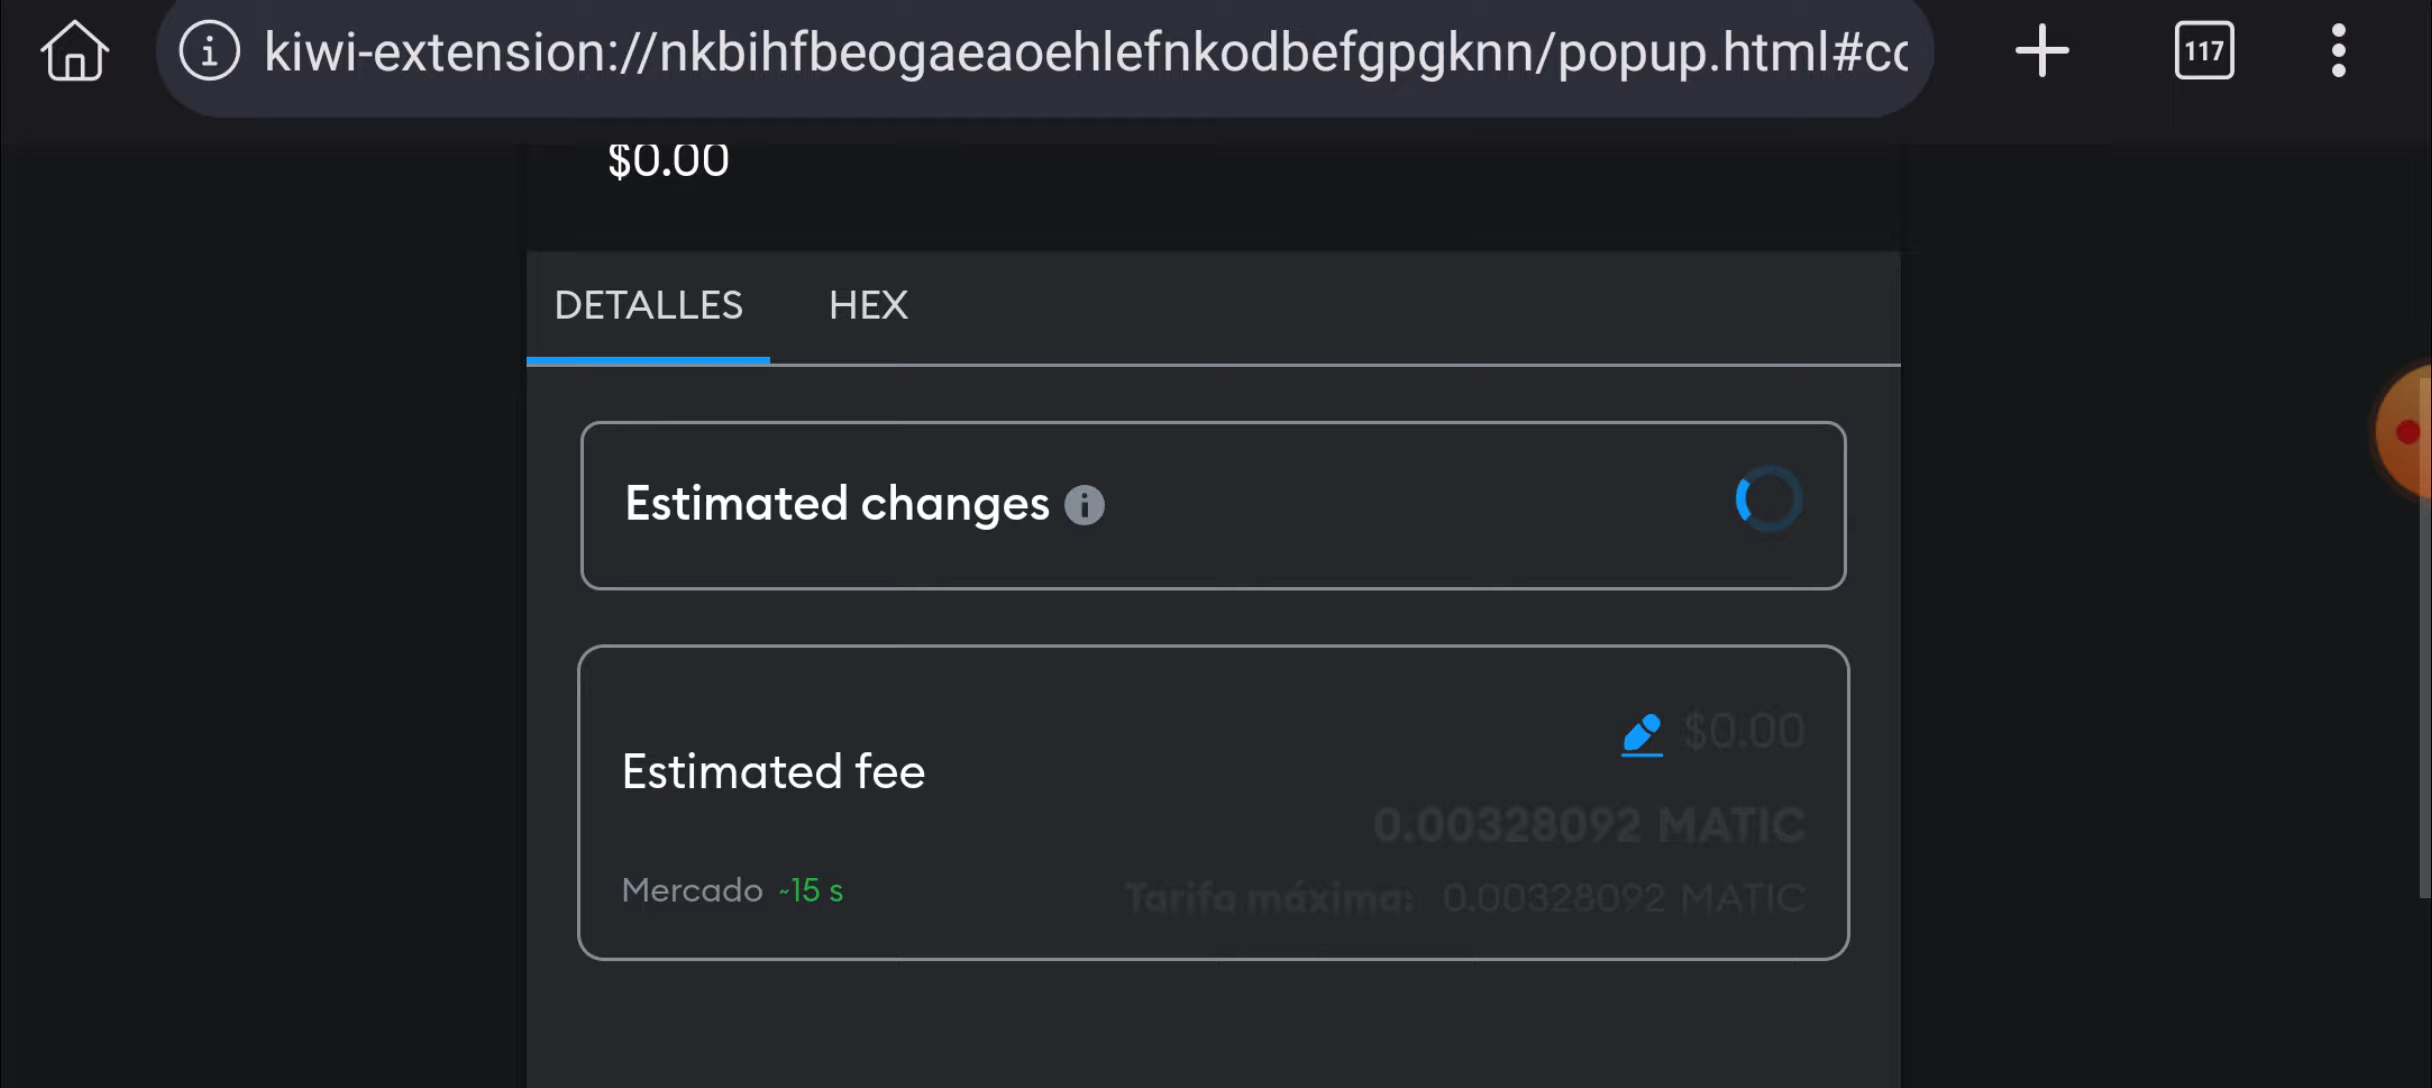 kiwi-extension://nkbihfbeogaeaoehlefnkodbefgpgknn/popup.html#cc
117
$0.00
DETALLES HEX
Estimated changes
$0.00
Estimated fee
0.00328092 MATIC
Mercado ~15 s
Tarifa máxima: 0.00328092 MATIC